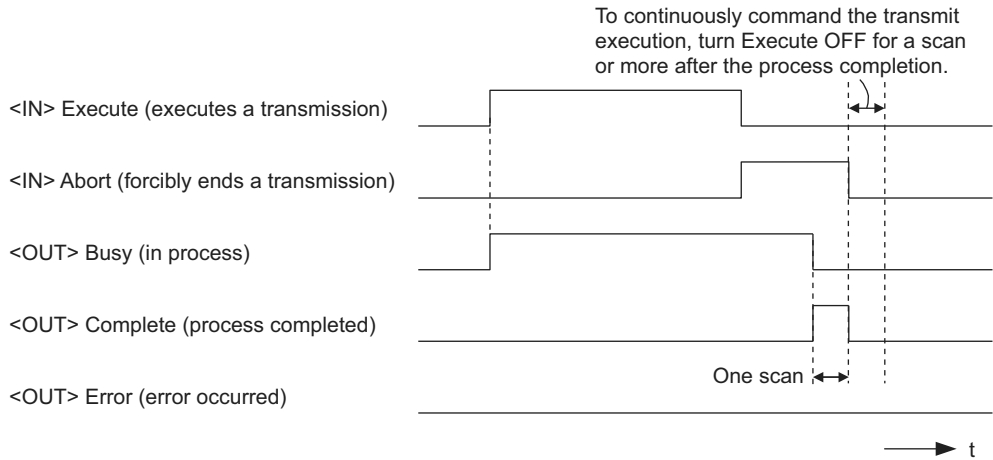 To continuously command the transmit
execution, turn Execute OFF for a scan
or more after the process completion.
<IN> Execute (executes a transmission)
<IN> Abort (forcibly ends a transmission)
<OUT> Busy (in process)
<OUT> Complete (process completed)
One scan
<OUT> Error (error occurred)
t